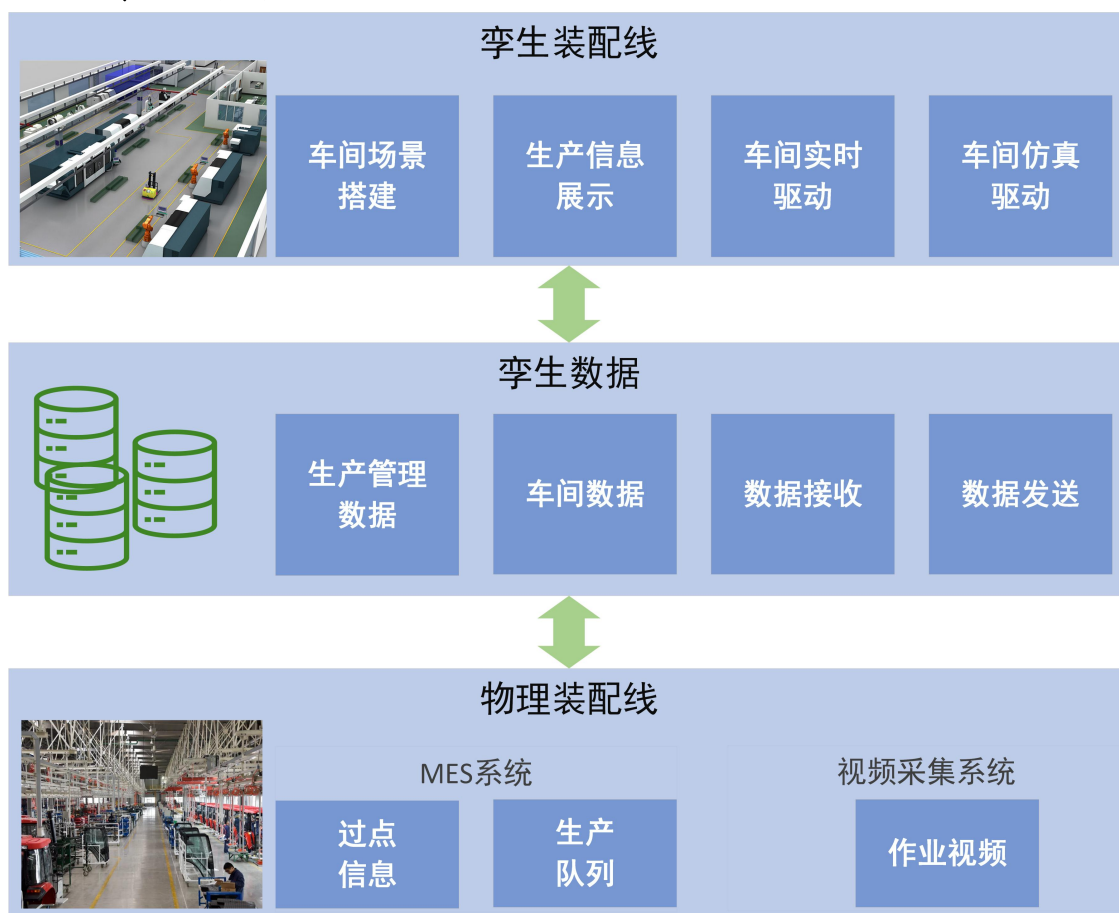 孪生装配线
车间场景
搭建
生产信息
展示
车间实时
驱动
车间仿真
驱动
孪生数据
生产管理
数据
车间数据
数据接收
数据发送
物理装配线
MES系统
视频采集系统
过点
信息
生产
队列
作业视频